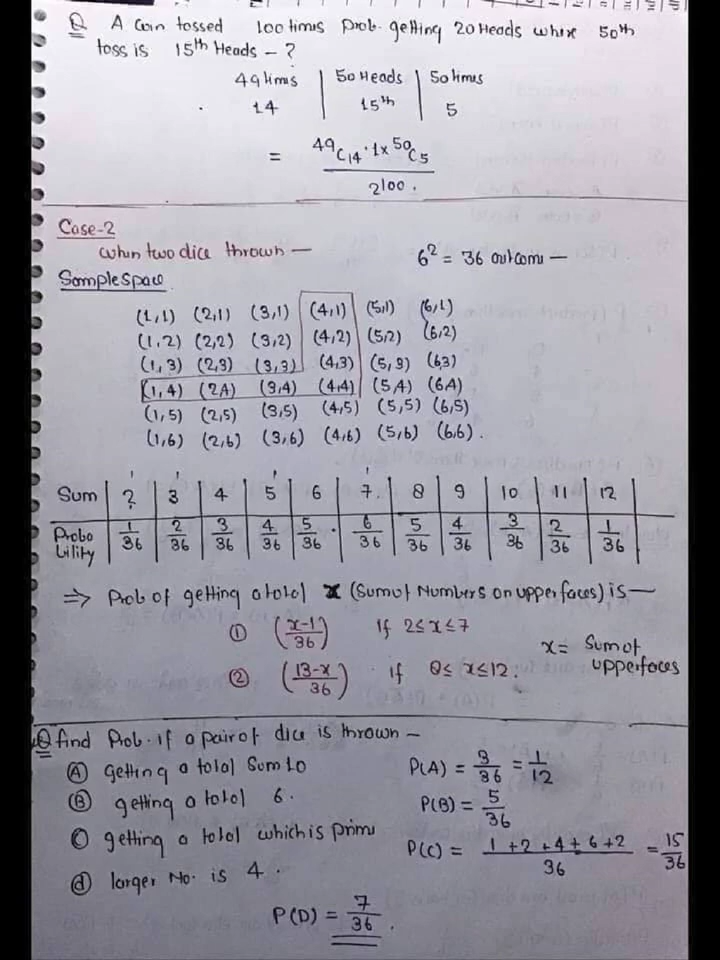 Q A Coin tossed 100 times Prob. getting 20 Heads where 50th
toss is 15th Heads - ?
49 times | 50 Heads | 50 times
14 | 15th | 5
= 49C14 · 1 x 50C5 / 2100 .
Case-2
When two dice thrown —
6² = 36 outcome —
Sample space
(1,1) (2,1) (3,1) (4,1) (5,1) (6,1)
(1,2) (2,2) (3,2) (4,2) (5,2) (6,2)
(1,3) (2,3) (3,3) (4,3) (5,3) (6,3)
(1,4) (2,4) (3,4) (4,4) (5,4) (6,4)
(1,5) (2,5) (3,5) (4,5) (5,5) (6,5)
(1,6) (2,6) (3,6) (4,6) (5,6) (6,6) .
Sum | 2 | 3 | 4 | 5 | 6 | 7 | 8 | 9 | 10 | 11 | 12
Probability | 1/36 | 2/36 | 3/36 | 4/36 | 5/36 | 6/36 | 5/36 | 4/36 | 3/36 | 2/36 | 1/36
⇒ Prob of getting a total x (Sum of Numbers on upper faces) is —
① (x-1/36) If 2≤x≤7
x = Sum of
upperfaces
② (13-x/36) if 8≤ x≤12.
Q find Prob. if a pair of dice is thrown —
Ⓐ getting a total Sum 10
P(A) = 3/36 = 1/12
Ⓑ getting a total 6.
P(B) = 5/36
Ⓒ getting a total which is prime
P(C) = 1+2+4+6+2/36 = 15/36
ⓓ larger No. is 4 .
P(D) = 7/36 .